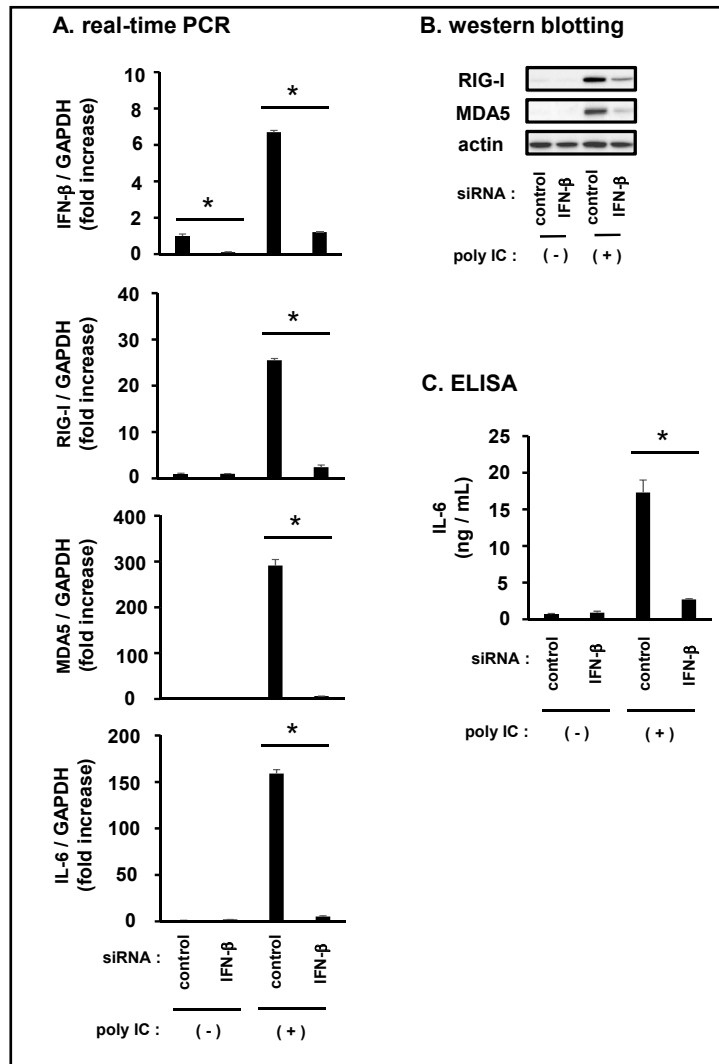 A. real-time PCR
IFN-β / GAPDH
(fold increase)
10
8
6
4
2
0
*
*
RIG-I / GAPDH
(fold increase)
40
30
20
10
0
*
MDA5 / GAPDH
(fold increase)
400
300
200
100
0
*
IL-6 / GAPDH
(fold increase)
200
150
100
50
0
*
siRNA :
control
IFN-β
control
IFN-β
poly IC :
( - )
( + )
B. western blotting
RIG-I
MDA5
actin
siRNA :
control
IFN-β
control
IFN-β
poly IC :
( - )
( + )
C. ELISA
IL-6
(ng / mL)
25
20
15
10
5
0
*
siRNA :
control
IFN-β
control
IFN-β
poly IC :
( - )
( + )